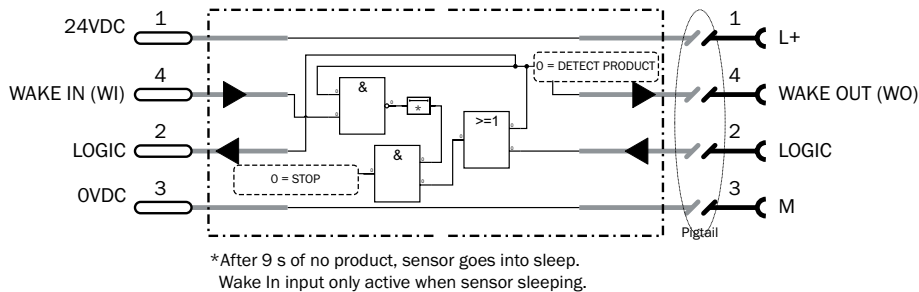 24VDC 1
1 L+
0 = DETECT PRODUCT
WAKE IN (WI) 4
&
*
4 WAKE OUT (WO)
>=1
LOGIC 2
&
2 LOGIC
0 = STOP
0VDC 3
3 M
Pigtail
*After 9 s of no product, sensor goes into sleep.
Wake In input only active when sensor sleeping.